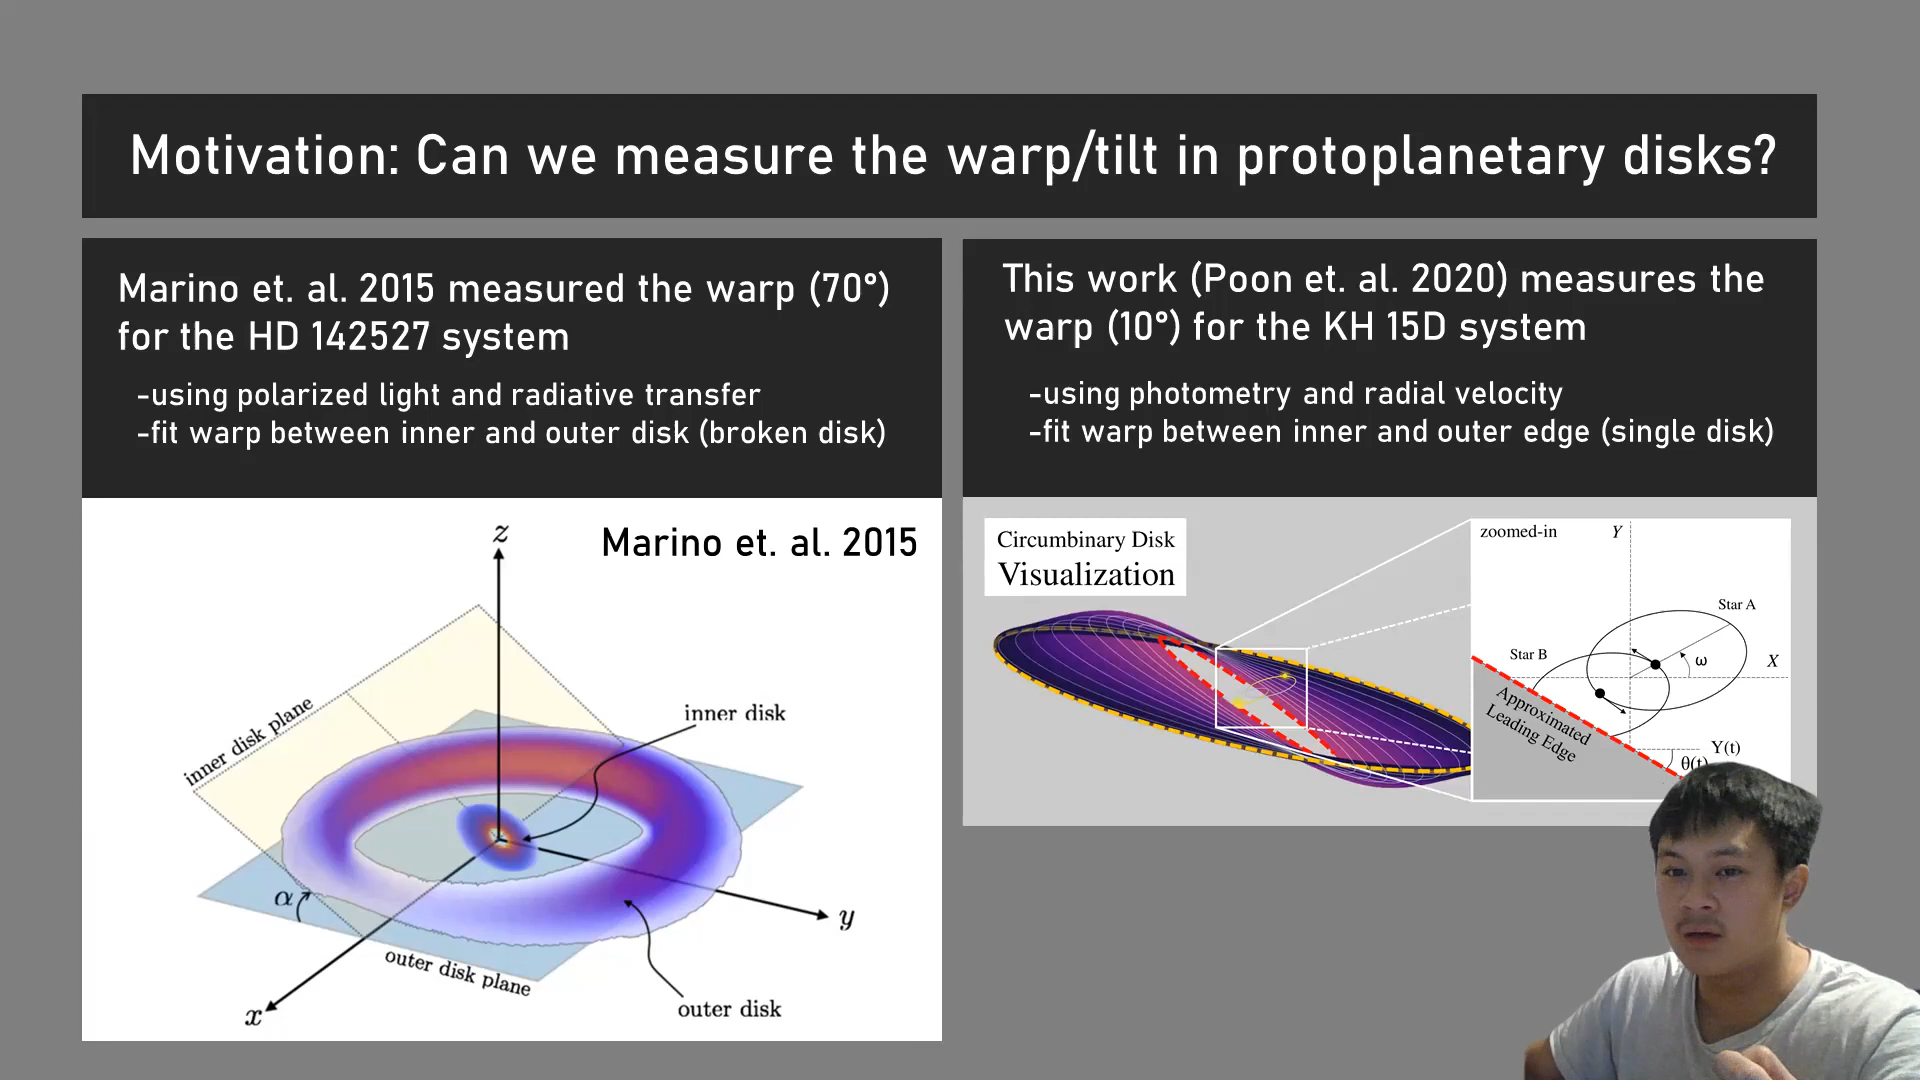 Motivation: Can we measure the warp/tilt in protoplanetary disks?
Marino et. al. 2015 measured the warp (70°)
for the HD 142527 system
-using polarized light and radiative transfer
-fit warp between inner and outer disk (broken disk)
Marino et. al. 2015
z
inner disk
inner disk plane
α
y
outer disk plane
x
outer disk
This work (Poon et. al. 2020) measures the
warp (10°) for the KH 15D system
-using photometry and radial velocity
-fit warp between inner and outer edge (single disk)
Circumbinary Disk
Visualization
zoomed-in
Y
Star A
Star B
ω
X
Approximated
Leading Edge
Y(t)
θ(t)